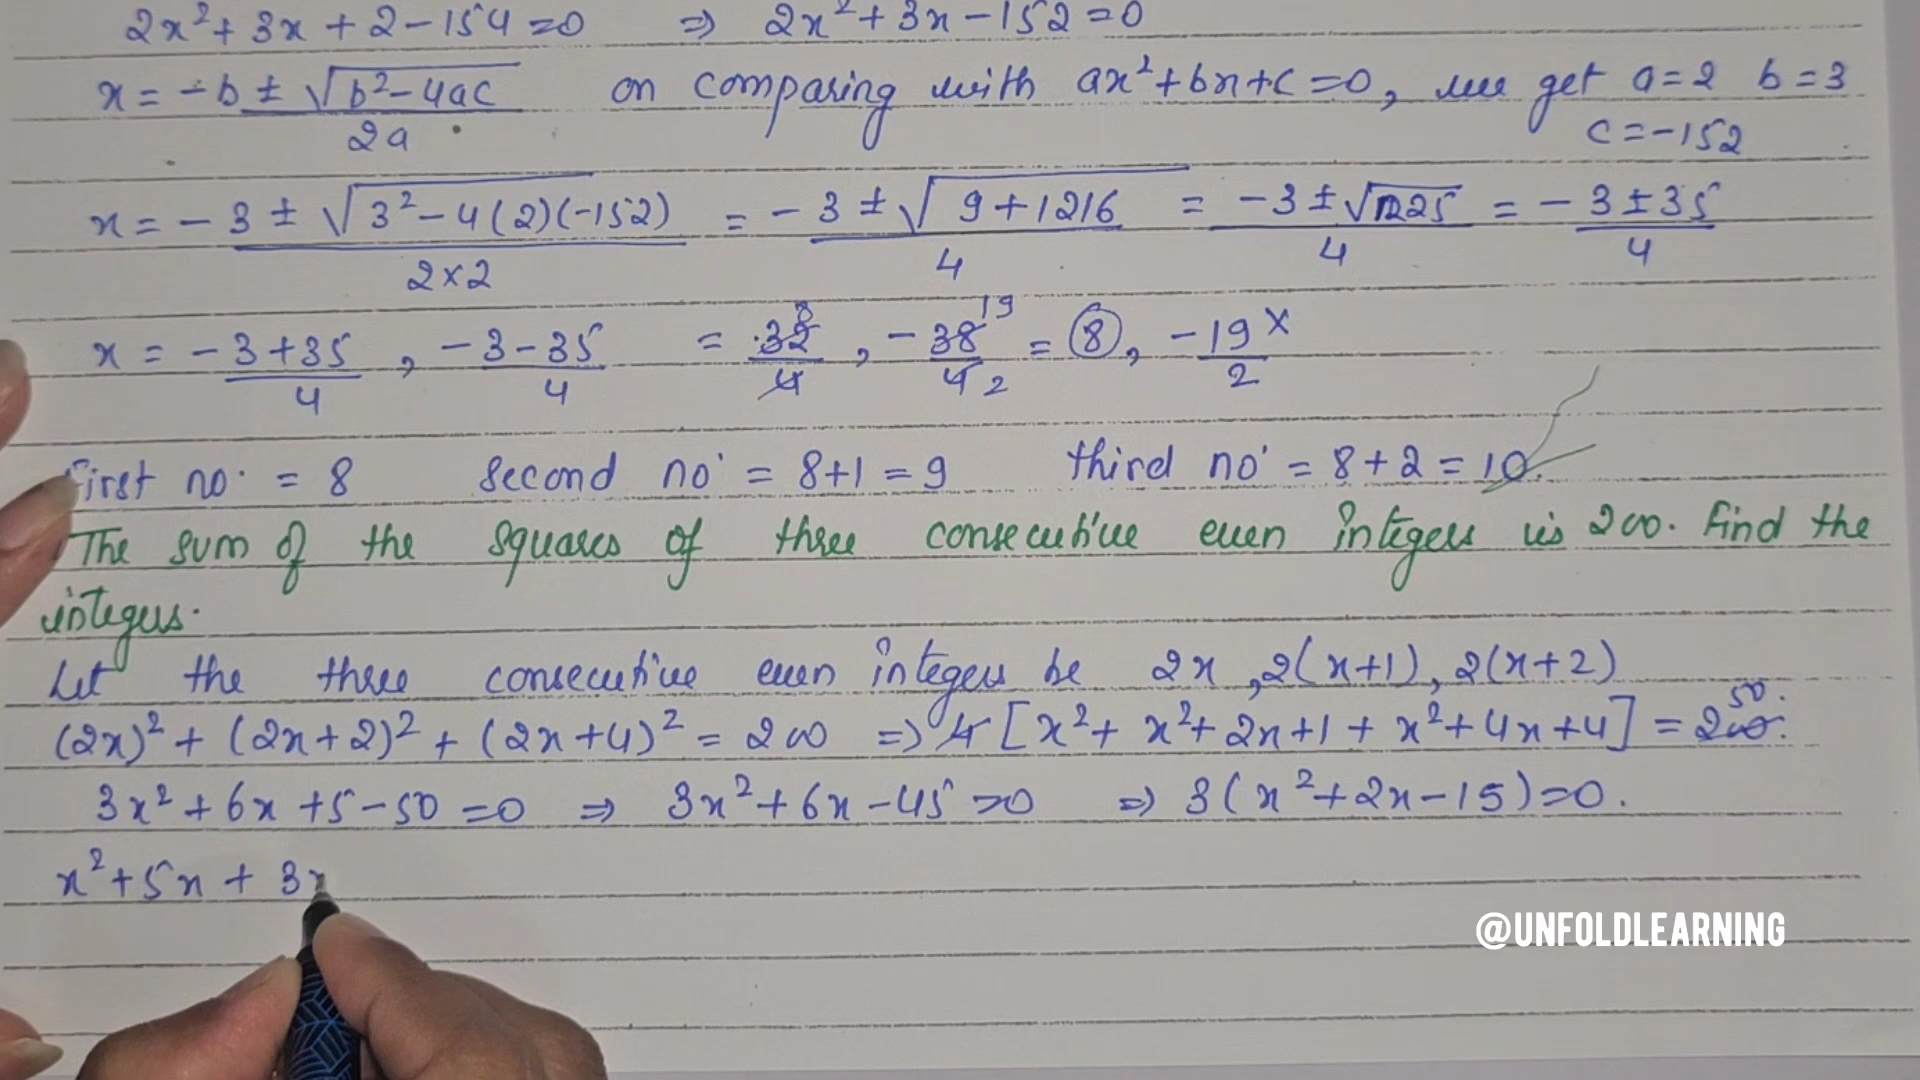 2x² + 3x + 2 - 154 = 0 ⇒ 2x² + 3x - 152 = 0
x = -b ± √b² - 4ac / 2a on comparing with ax² + bx + c = 0, we get a = 2 b = 3
c = -152
x = -3 ± √3² - 4(2)(-152) / 2×2 = -3 ± √9 + 1216 / 4 = -3 ± √1225 / 4 = -3 ± 35 / 4
x = -3 + 35 / 4 , -3 - 35 / 4 = 32 8 / 4 , -38 19 / 4 2 = 8, -19 / 2 x
First no. = 8 Second no. = 8 + 1 = 9 third no. = 8 + 2 = 10.
The sum of the squares of three consecutive even integers is 200. Find the
integers.
Let the three consecutive even integers be 2x, 2(x+1), 2(x+2)
(2x)² + (2x+2)² + (2x+4)² = 200 ⇒ 4[x² + x² + 2x + 1 + x² + 4x + 4] = 200. 50.
3x² + 6x + 5 - 50 = 0 ⇒ 3x² + 6x - 45 = 0 ⇒ 3(x² + 2x - 15) = 0.
x² + 5x + 3x
@UNFOLDLEARNING